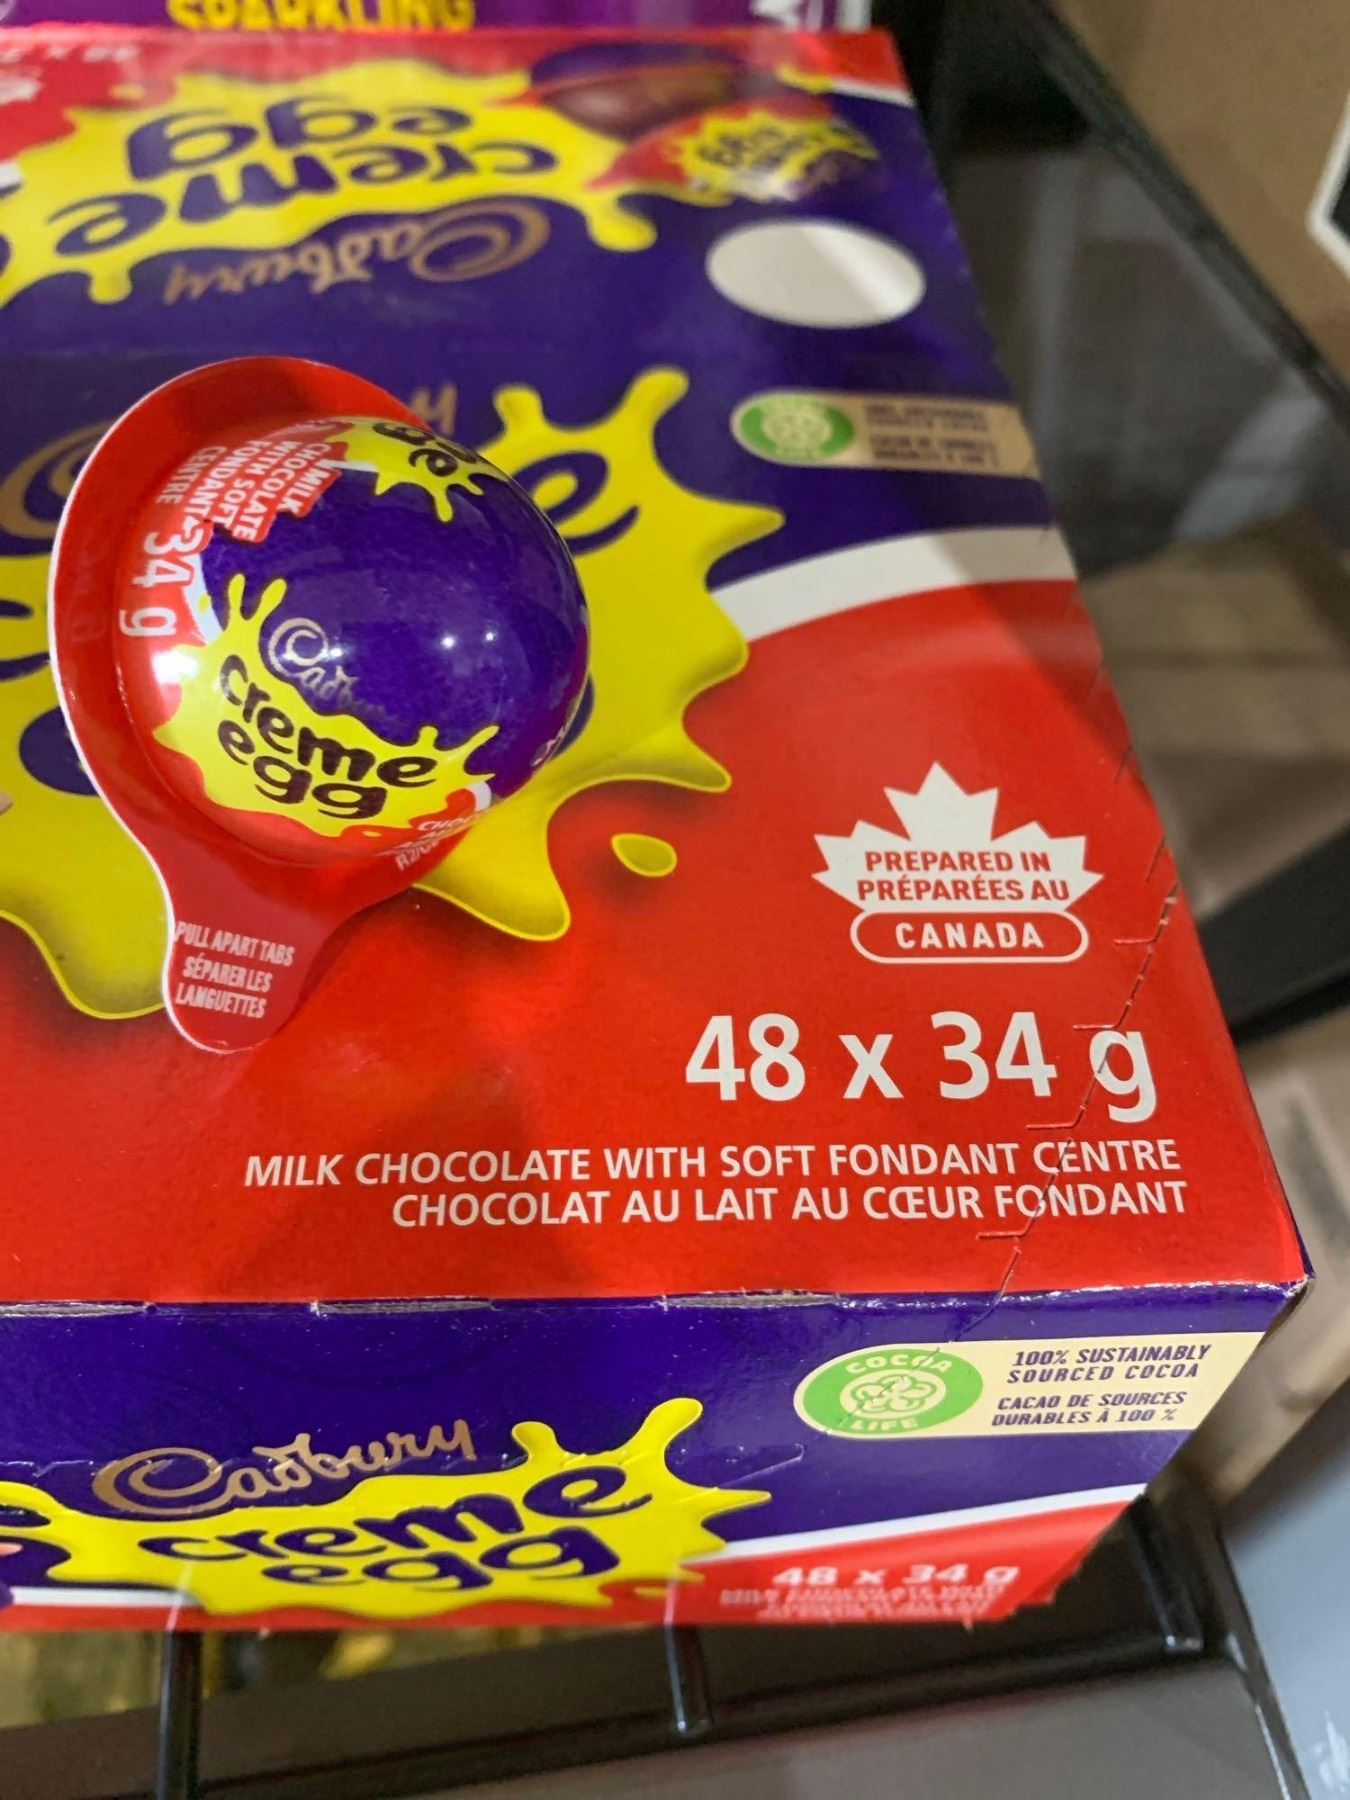 SPARKLING
creme
egg
Cadbury
MILK
CHOCOLATE
WITH SOFT
FONDANT
CENTRE
34 g
Cadbury
creme
egg
PULL APART TABS
SÉPARER LES
LANGUETTES
PREPARED IN
PRÉPARÉES AU
CANADA
48 x 34 g
MILK CHOCOLATE WITH SOFT FONDANT CENTRE
CHOCOLAT AU LAIT AU CŒUR FONDANT
COCOA
LIFE
100% SUSTAINABLY
SOURCED COCOA
CACAO DE SOURCES
DURABLES À 100 %
Cadbury
creme
egg
48 x 34 g